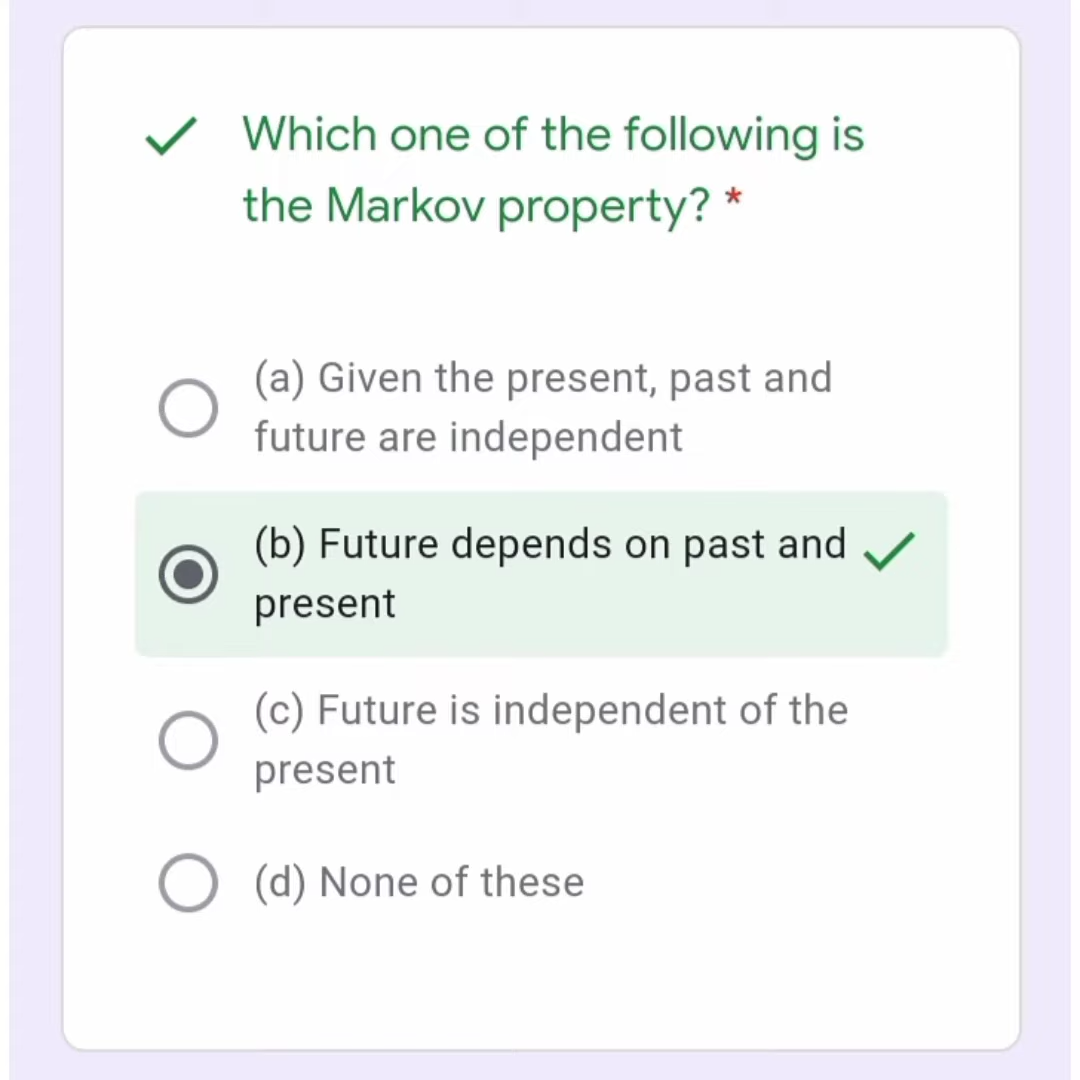 Which one of the following is
the Markov property? *
(a) Given the present, past and
future are independent
(b) Future depends on past and
present
(c) Future is independent of the
present
(d) None of these